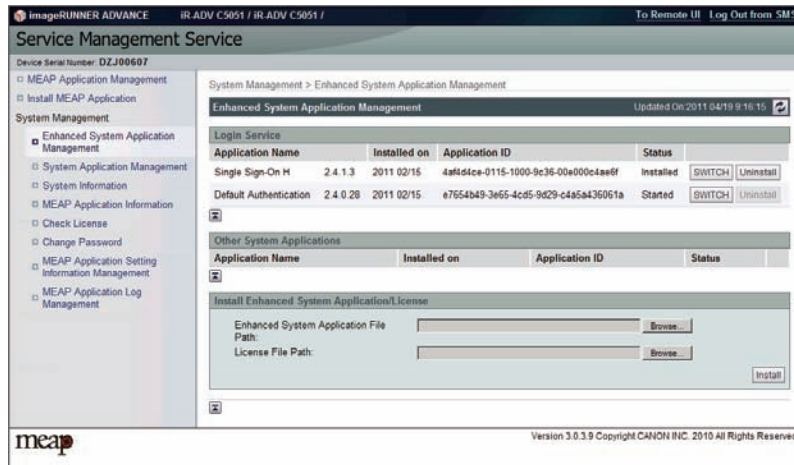 imageRUNNER ADVANCE iR-ADV C5051 / iR-ADV C5051 / To Remote UI Log Out from SMS
Service Management Service
Device Serial Number: DZJ00607
MEAP Application Management
Install MEAP Application
System Management
Enhanced System Application
Management
System Application Management
System Information
MEAP Application Information
Check License
Change Password
MEAP Application Setting
Information Management
MEAP Application Log
Management
System Management > Enhanced System Application Management
Enhanced System Application Management Updated On:2011 04/19 9:16:15
Login Service
Application Name Installed on Application ID Status
Single Sign-On H 2.4.1.3 2011 02/15 4af4d4ce-0115-1000-9c36-00e000c4ae6f Installed SWITCH Uninstall
Default Authentication 2.4.0.28 2011 02/15 e7654b49-3e65-4cd5-9d29-c4a5a436061a Started SWITCH Uninstall
Other System Applications
Application Name Installed on Application ID Status
Install Enhanced System Application/License
Enhanced System Application File
Path: Browse...
License File Path: Browse...
Install
meap
Version 3.0.3.9 Copyright CANON INC. 2010 All Rights Reserved